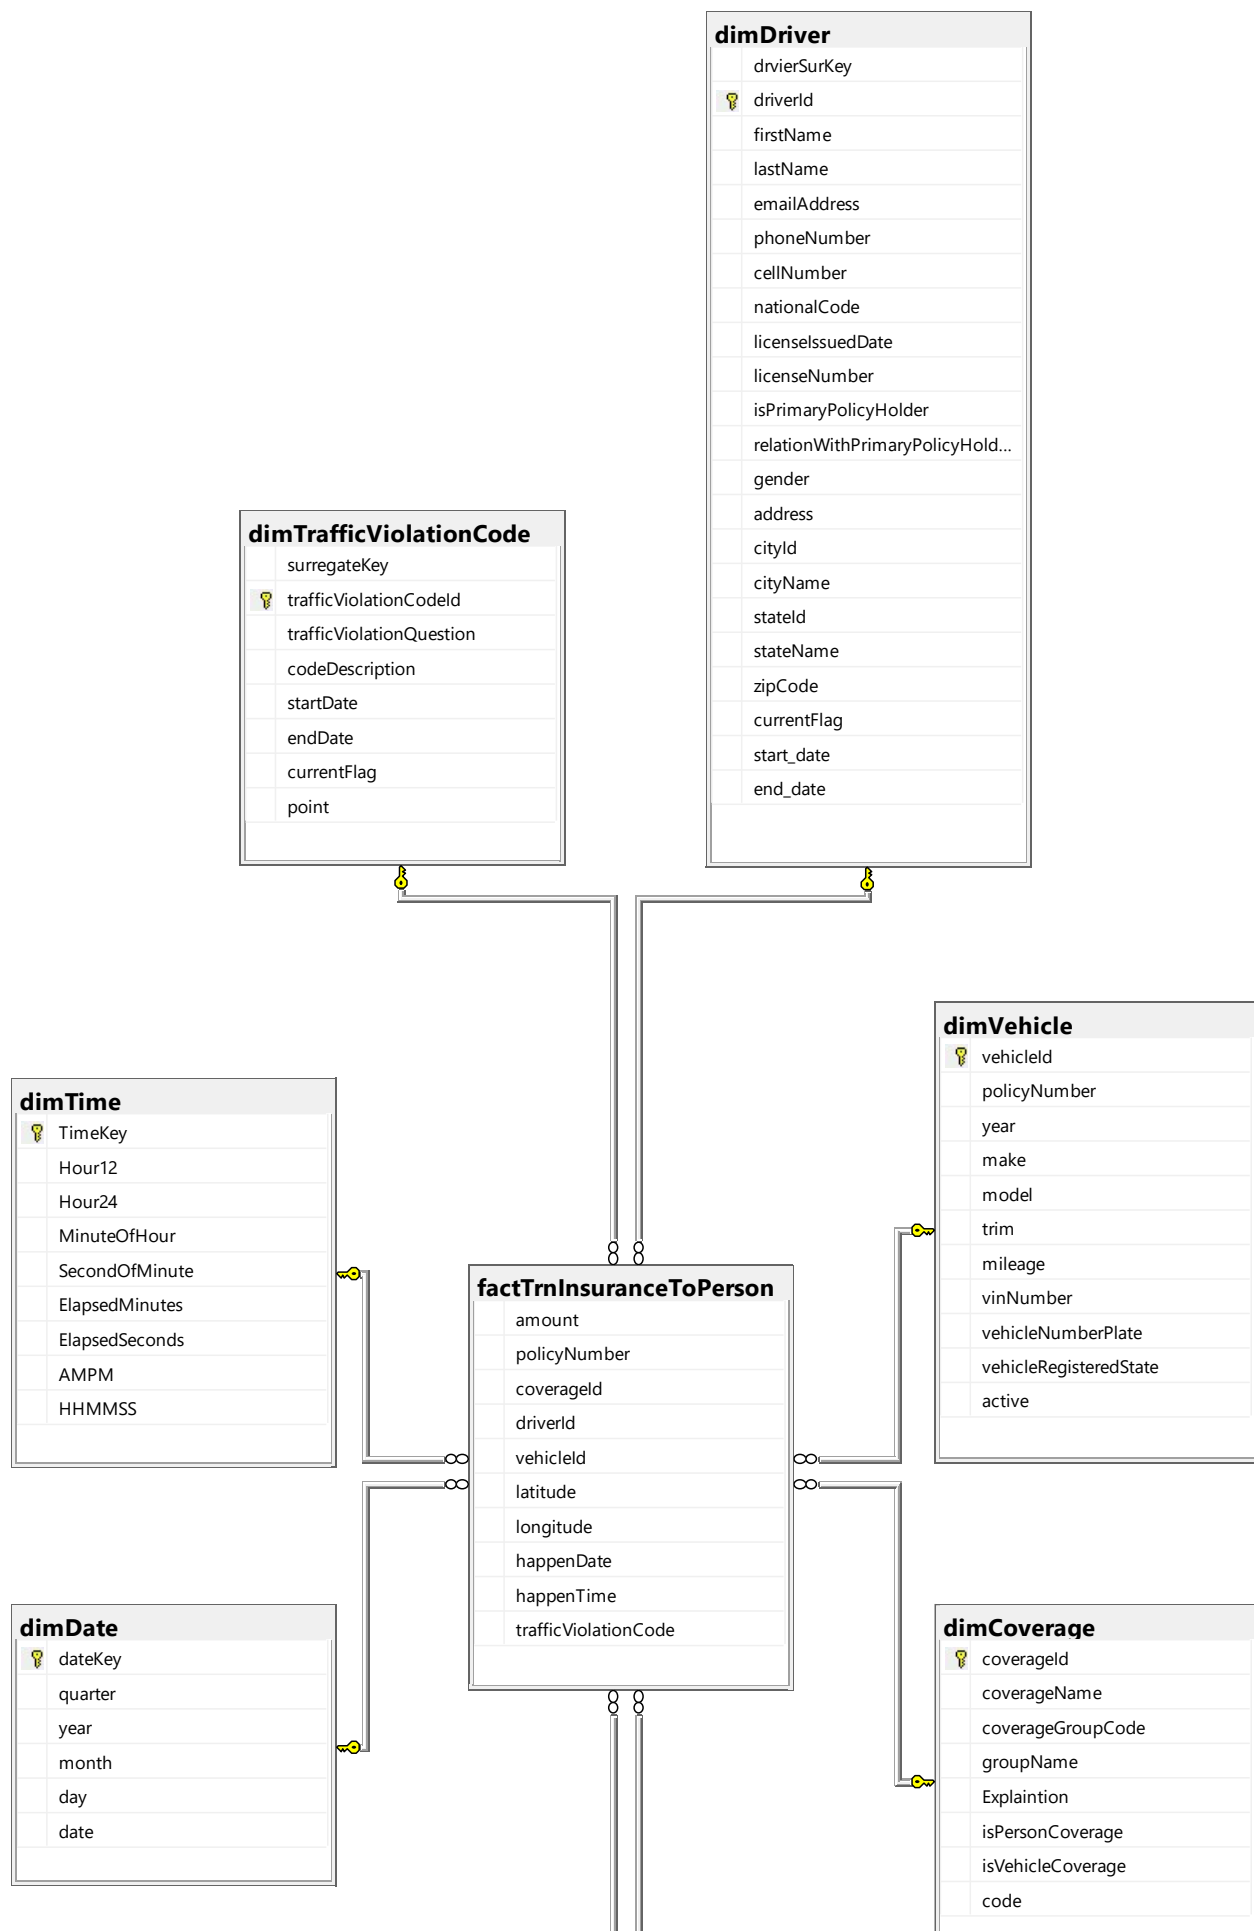 dimDriver
drvierSurKey
driverId
firstName
lastName
emailAddress
phoneNumber
cellNumber
nationalCode
licenseIssuedDate
licenseNumber
isPrimaryPolicyHolder
relationWithPrimaryPolicyHold...
gender
address
cityId
cityName
stateId
stateName
zipCode
currentFlag
start_date
end_date
dimTrafficViolationCode
surregateKey
trafficViolationCodeId
trafficViolationQuestion
codeDescription
startDate
endDate
currentFlag
point
dimVehicle
vehicleId
policyNumber
year
make
model
trim
mileage
vinNumber
vehicleNumberPlate
vehicleRegisteredState
active
dimTime
TimeKey
Hour12
Hour24
MinuteOfHour
SecondOfMinute
ElapsedMinutes
ElapsedSeconds
AMPM
HHMMSS
factTrnInsuranceToPerson
amount
policyNumber
coverageId
driverId
vehicleId
latitude
longitude
happenDate
happenTime
trafficViolationCode
dimDate
dateKey
quarter
year
month
day
date
dimCoverage
coverageId
coverageName
coverageGroupCode
groupName
Explaintion
isPersonCoverage
isVehicleCoverage
code